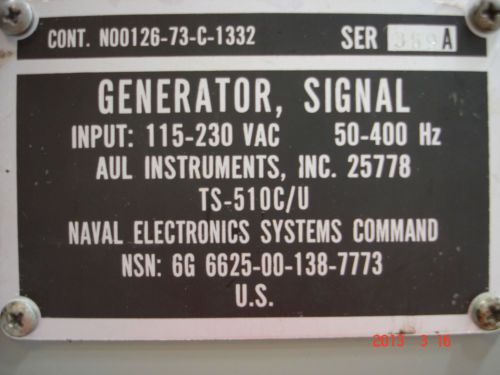 CONT. N00126-73-C-1332 SER A
GENERATOR, SIGNAL
INPUT: 115-230 VAC 50-400 Hz
AUL INSTRUMENTS, INC. 25778
TS-510C/U
NAVAL ELECTRONICS SYSTEMS COMMAND
NSN: 6G 6625-00-138-7773
U.S.
2013 3 16